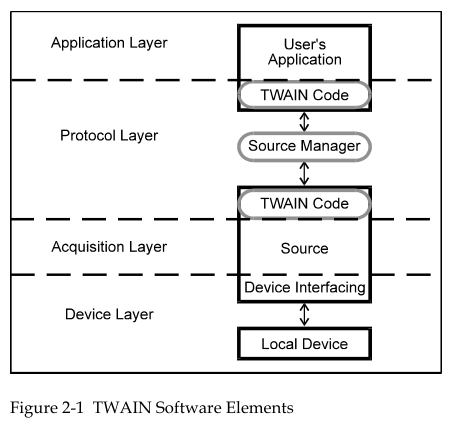 Application Layer
User's
Application
TWAIN Code
Protocol Layer
Source Manager
TWAIN Code
Acquisition Layer
Source
Device Interfacing
Device Layer
Local Device
Figure 2-1 TWAIN Software Elements